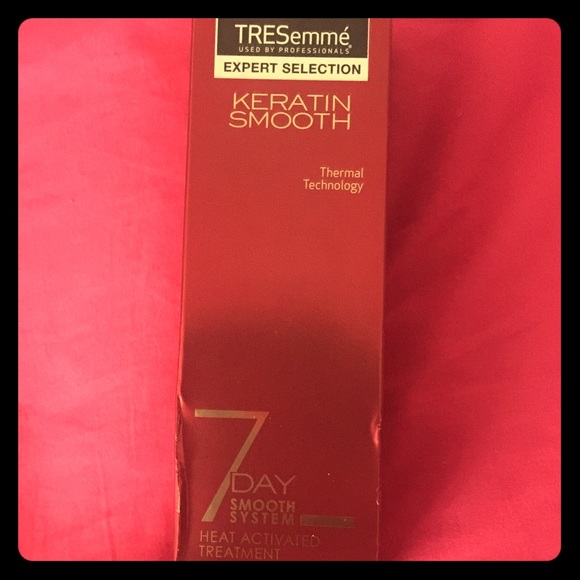 TRESemmé
USED BY PROFESSIONALS®
EXPERT SELECTION
KERATIN
SMOOTH
Thermal
Technology
7
DAY
SMOOTH
SYSTEM
HEAT ACTIVATED
TREATMENT